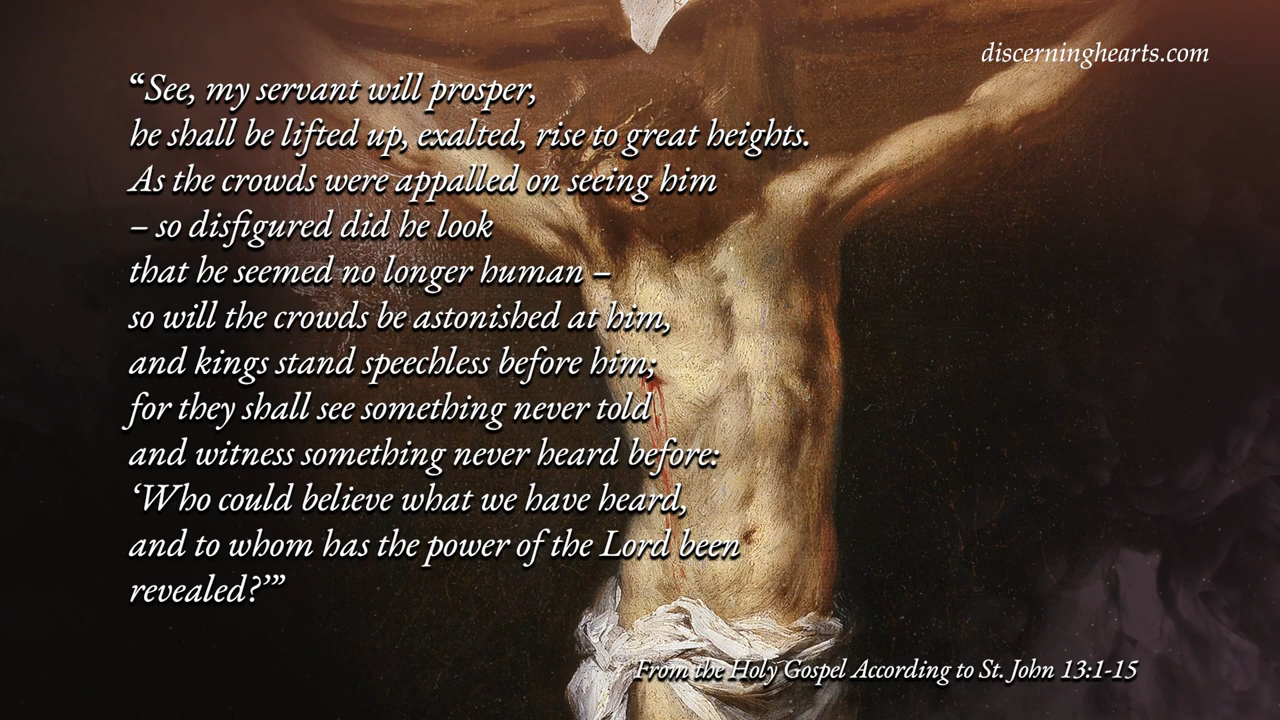 discerninghearts.com
“See, my servant will prosper,
he shall be lifted up, exalted, rise to great heights.
As the crowds were appalled on seeing him
– so disfigured did he look
that he seemed no longer human –
so will the crowds be astonished at him,
and kings stand speechless before him;
for they shall see something never told
and witness something never heard before:
‘Who could believe what we have heard,
and to whom has the power of the Lord been
revealed?’”
From the Holy Gospel According to St. John 13:1-15